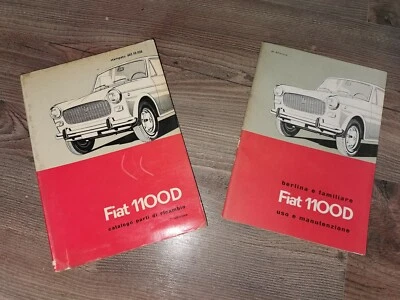 Fiat 1100D
catalogo parti di ricambio
berlina e familiare
Fiat 1100D
uso e manutenzione